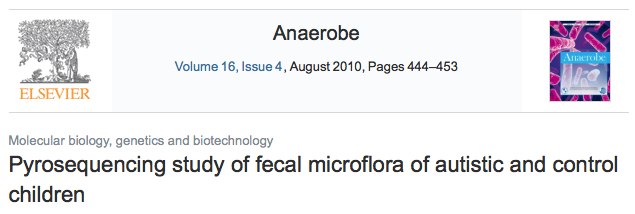 Anaerobe
Volume 16, Issue 4, August 2010, Pages 444–453
ELSEVIER
Anaerobe
Molecular biology, genetics and biotechnology
Pyrosequencing study of fecal microflora of autistic and control
children